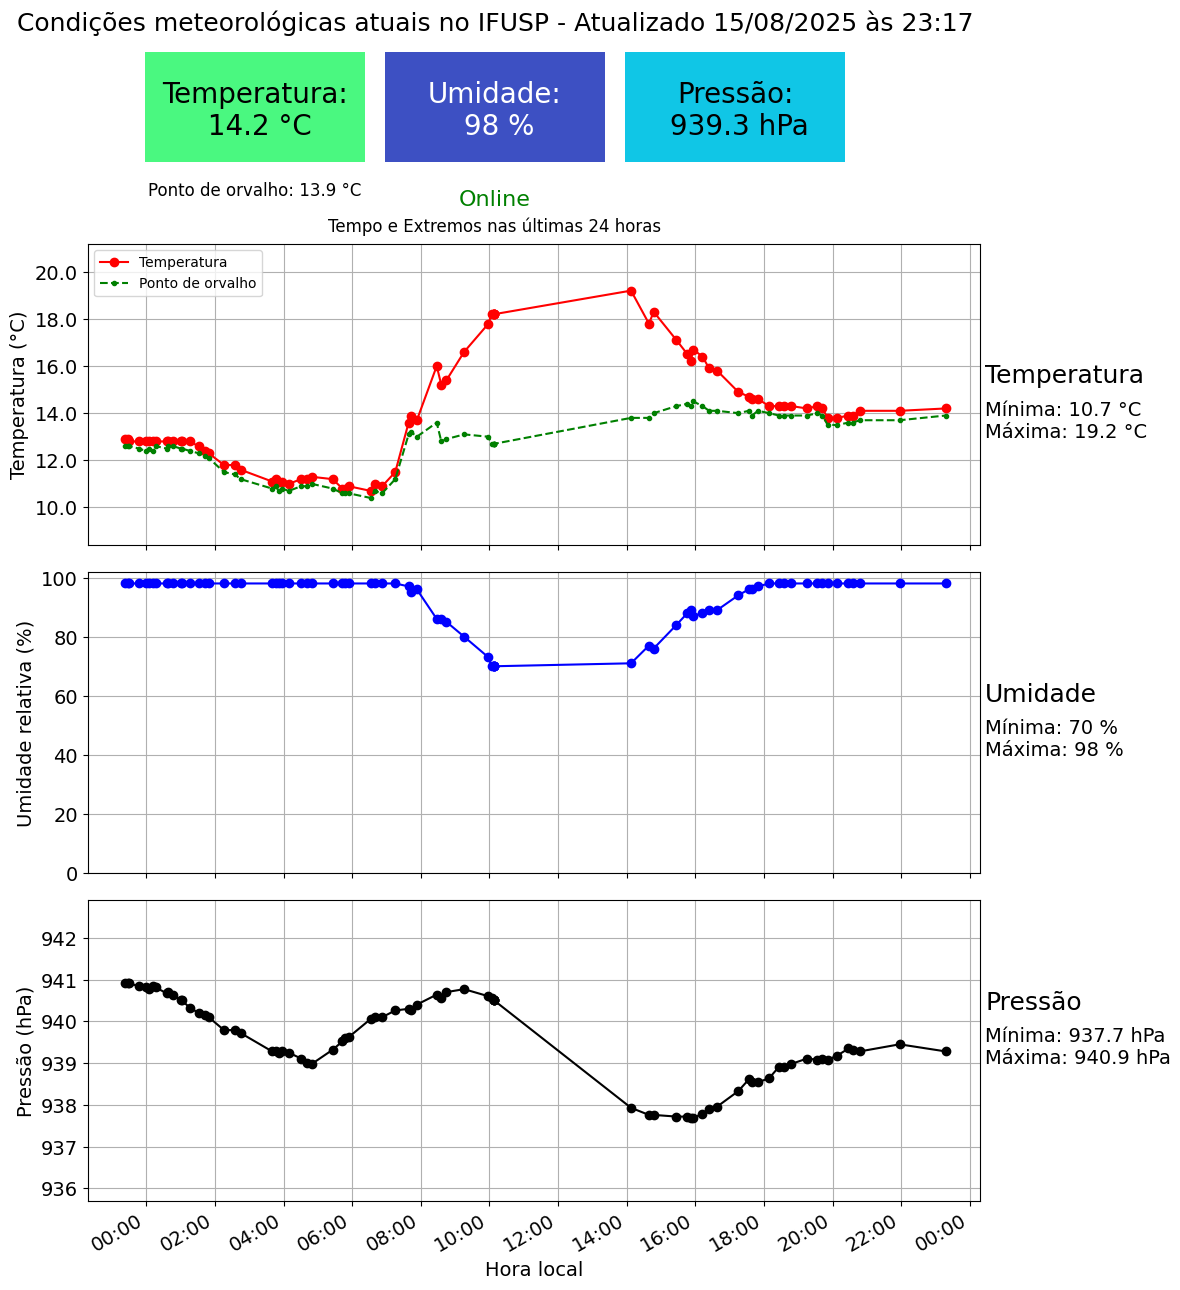 Condições meteorológicas atuais no IFUSP - Atualizado 15/08/2025 às 23:17
Temperatura:
14.2 °C
Umidade:
98 %
Pressão:
939.3 hPa
Ponto de orvalho: 13.9 °C
Online
Tempo e Extremos nas últimas 24 horas
Temperatura
Ponto de orvalho
Temperatura (°C)
20.0
18.0
16.0
14.0
12.0
10.0
Temperatura
Mínima: 10.7 °C
Máxima: 19.2 °C
Umidade relativa (%)
100
80
60
40
20
0
Umidade
Mínima: 70 %
Máxima: 98 %
Pressão (hPa)
942
941
940
939
938
937
936
Pressão
Mínima: 937.7 hPa
Máxima: 940.9 hPa
00:00
02:00
04:00
06:00
08:00
10:00
12:00
14:00
16:00
18:00
20:00
22:00
00:00
Hora local